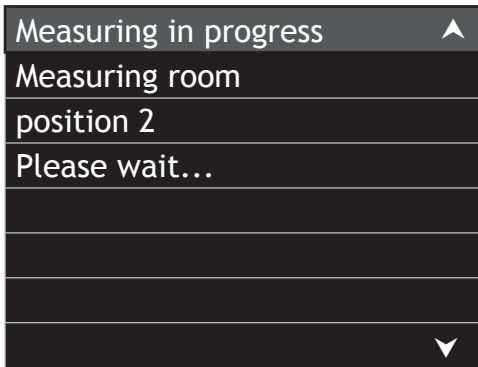 Measuring in progress
Measuring room
position 2
Please wait...